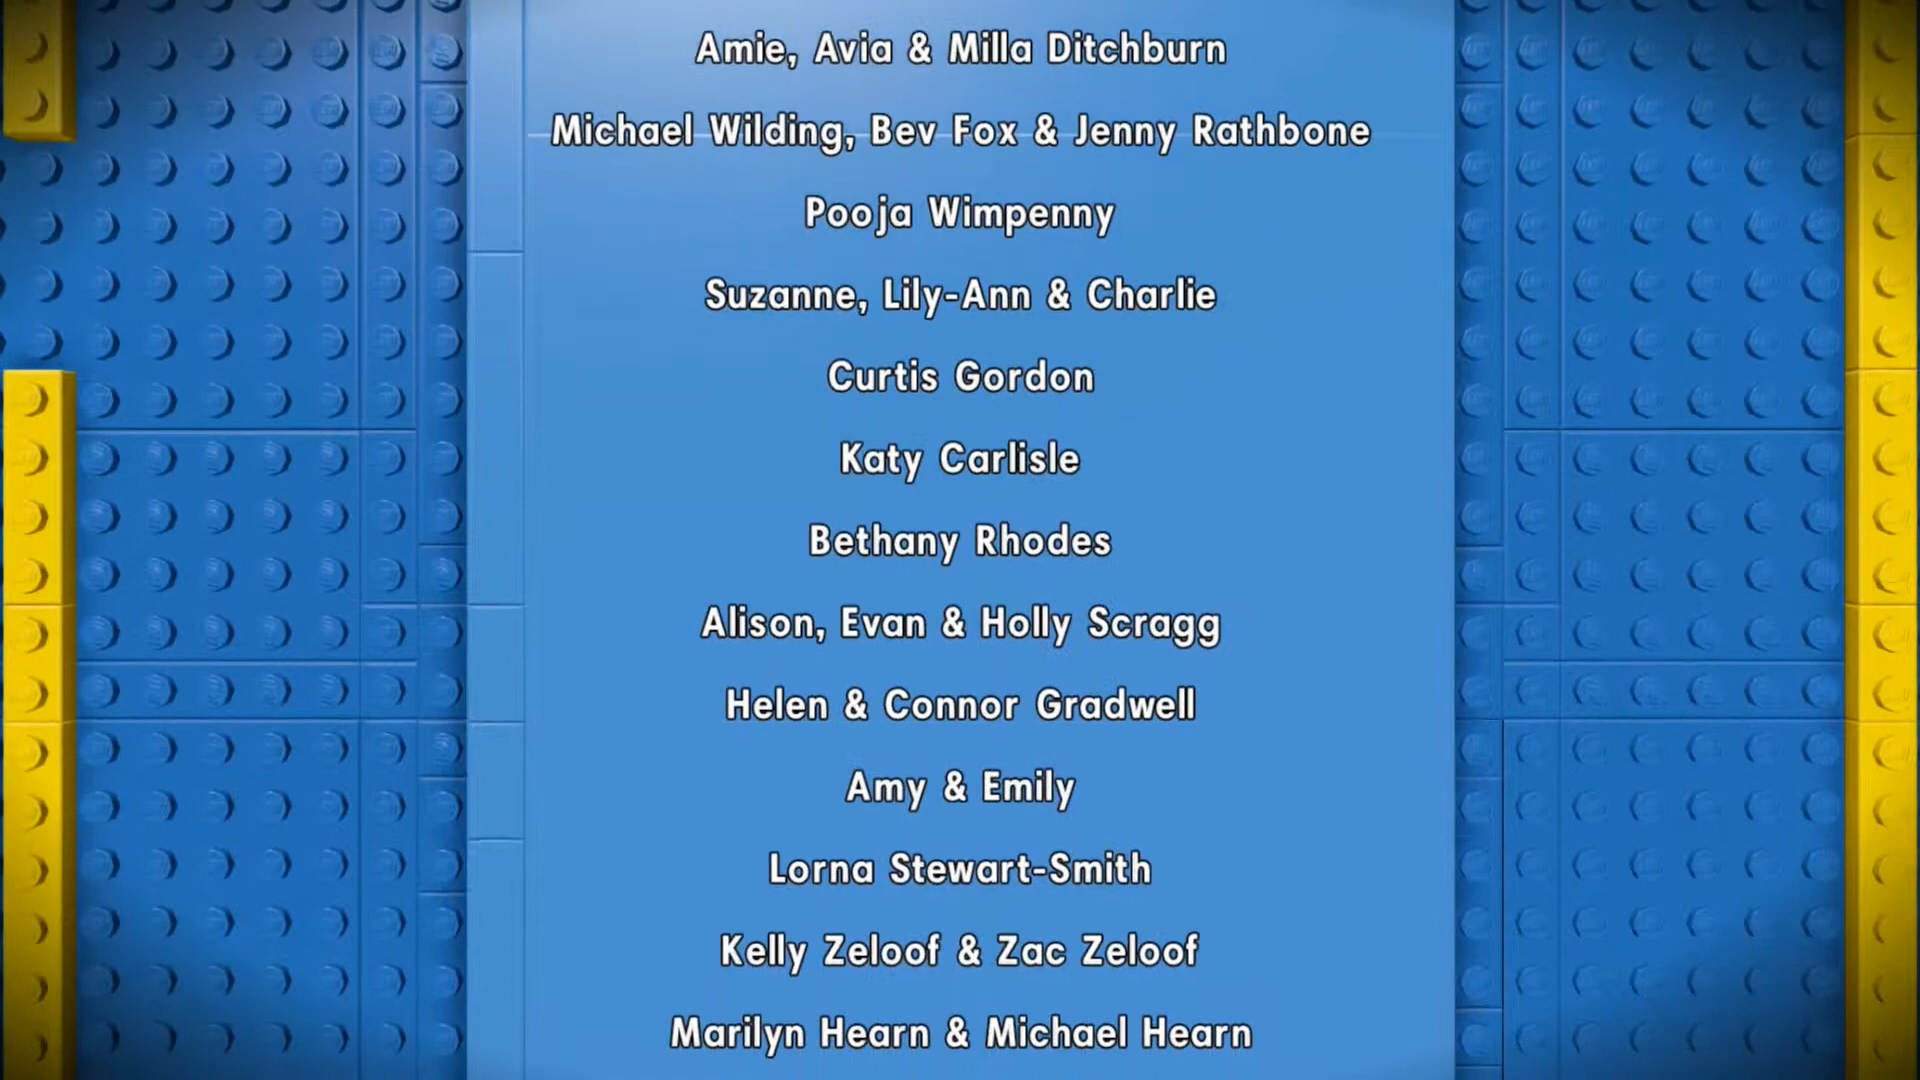 Amie, Avia & Milla Ditchburn
Michael Wilding, Bev Fox & Jenny Rathbone
Pooja Wimpenny
Suzanne, Lily-Ann & Charlie
Curtis Gordon
Katy Carlisle
Bethany Rhodes
Alison, Evan & Holly Scragg
Helen & Connor Gradwell
Amy & Emily
Lorna Stewart-Smith
Kelly Zeloof & Zac Zeloof
Marilyn Hearn & Michael Hearn